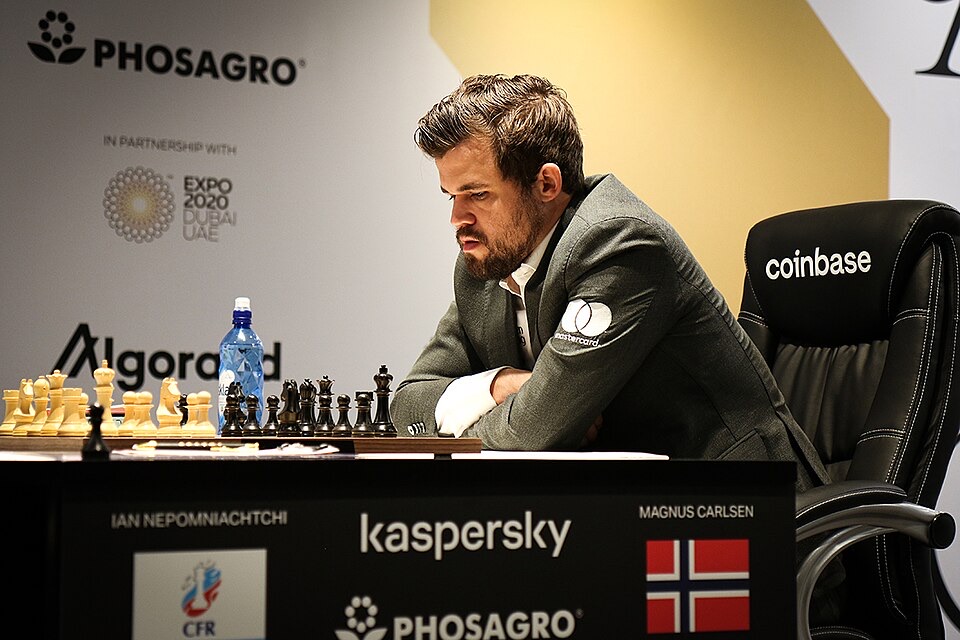 PHOSAGRO®
IN PARTNERSHIP WITH
EXPO
2020
DUBAI
UAE
coinbase
mastercard
IAN NEPOMNIACHTCHI
kaspersky
MAGNUS CARLSEN
CFR
PHOSAGRO®